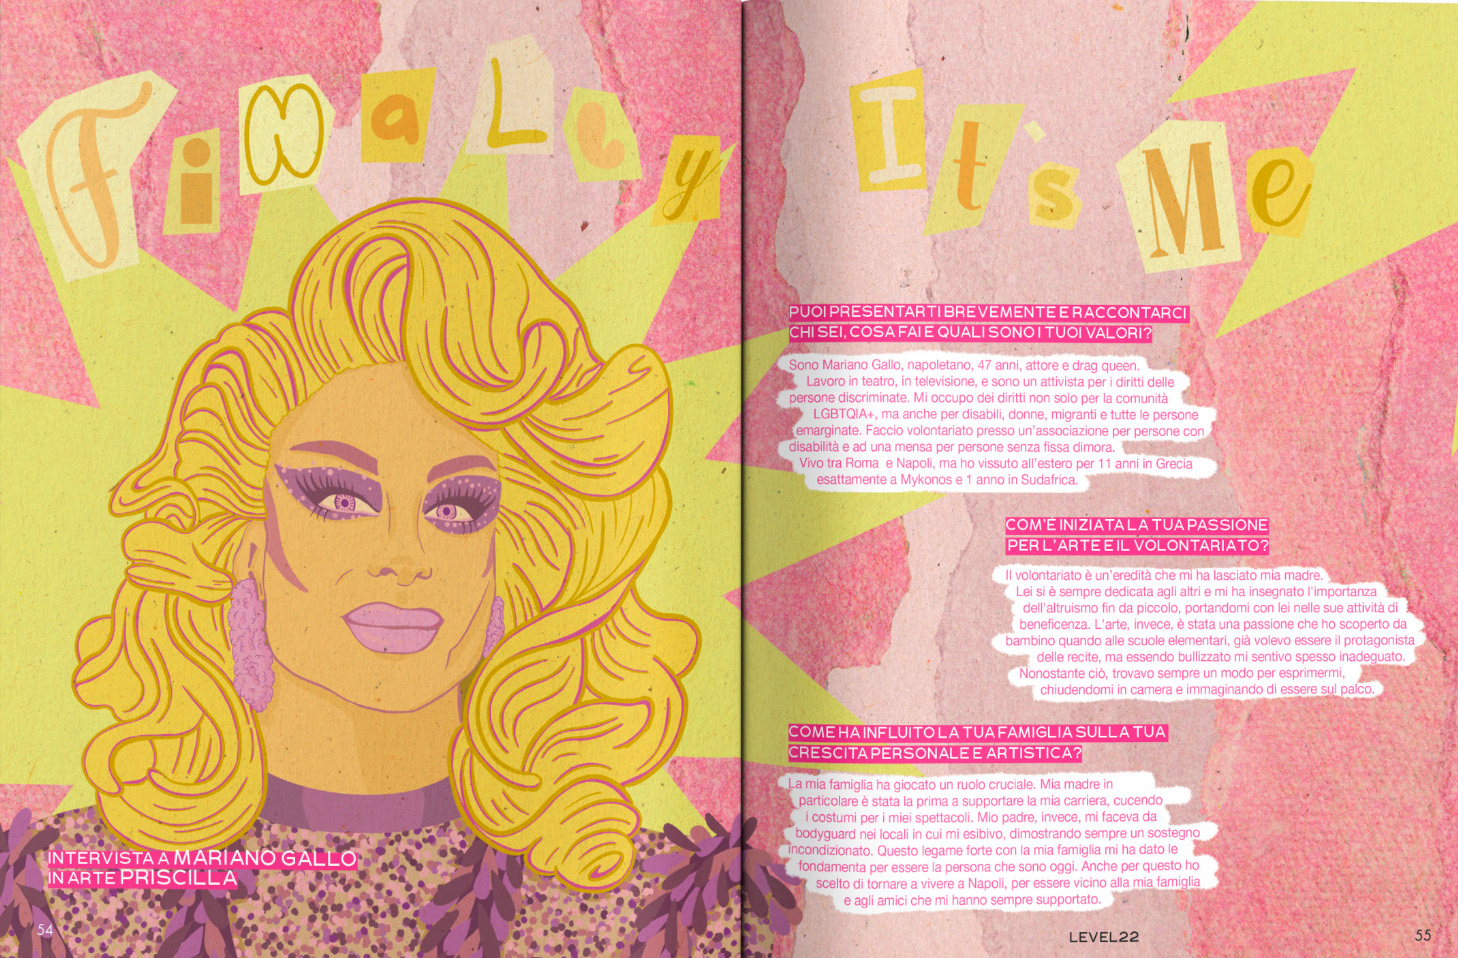 FiNaLLy
It's Me
INTERVISTA A MARIANO GALLO
IN ARTE PRISCILLA
54
PUOI PRESENTARTI BREVEMENTE E RACCONTARCI
CHI SEI, COSA FAI E QUALI SONO I TUOI VALORI?
Sono Mariano Gallo, napoletano, 47 anni, attore e drag queen.
Lavoro in teatro, in televisione, e sono un attivista per i diritti delle
persone discriminate. Mi occupo dei diritti non solo per la comunità
LGBTQIA+, ma anche per disabili, donne, migranti e tutte le persone
emarginate. Faccio volontariato presso un'associazione per persone con
disabilità e ad una mensa per persone senza fissa dimora.
Vivo tra Roma e Napoli, ma ho vissuto all'estero per 11 anni in Grecia
esattamente a Mykonos e 1 anno in Sudafrica.
COM'È INIZIATA LA TUA PASSIONE
PER L'ARTE E IL VOLONTARIATO?
Il volontariato è un'eredità che mi ha lasciato mia madre.
Lei si è sempre dedicata agli altri e mi ha insegnato l'importanza
dell'altruismo fin da piccolo, portandomi con lei nelle sue attività di
beneficenza. L'arte, invece, è stata una passione che ho scoperto da
bambino quando alle scuole elementari, già volevo essere il protagonista
delle recite, ma essendo bullizzato mi sentivo spesso inadeguato.
Nonostante ciò, trovavo sempre un modo per esprimermi,
chiudendomi in camera e immaginando di essere sul palco.
COME HA INFLUITO LA TUA FAMIGLIA SULLA TUA
CRESCITA PERSONALE E ARTISTICA?
La mia famiglia ha giocato un ruolo cruciale. Mia madre in
particolare è stata la prima a supportare la mia carriera, cucendo
i costumi per i miei spettacoli. Mio padre, invece, mi faceva da
bodyguard nei locali in cui mi esibivo, dimostrando sempre un sostegno
incondizionato. Questo legame forte con la mia famiglia mi ha dato le
fondamenta per essere la persona che sono oggi. Anche per questo ho
scelto di tornare a vivere a Napoli, per essere vicino alla mia famiglia
e agli amici che mi hanno sempre supportato.
LEVEL22
55